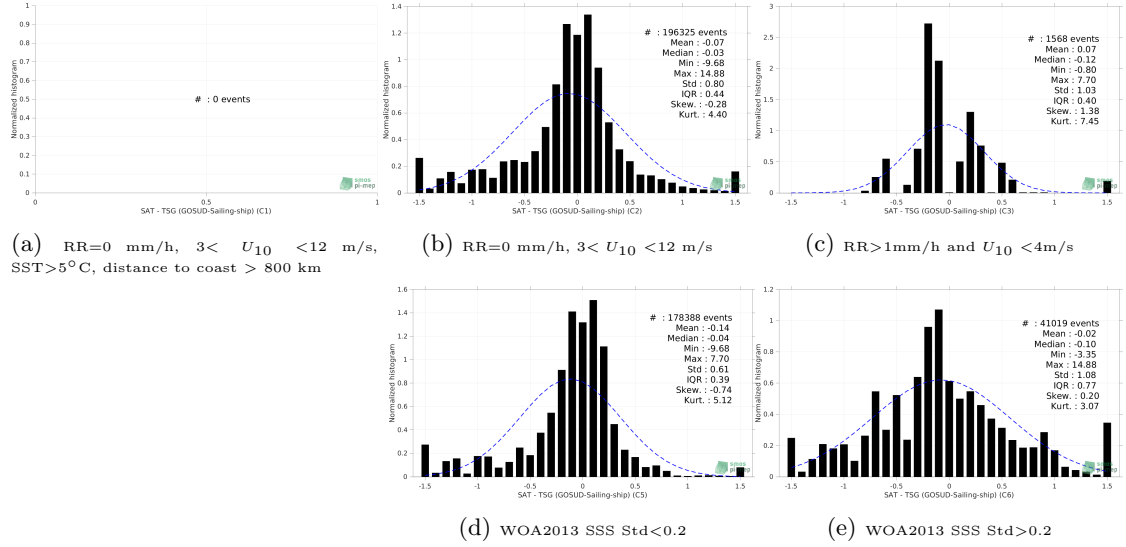 1
0.9
0.8
0.7
0.6
0.5
0.4
0.3
0.2
0.1
0
Normalized histogram
# : 0 events
smos
pi-mep
0 0.5 1
SAT - TSG (GOSUD-Sailing-ship) (C1)
(a) RR=0 mm/h, 3< U10 <12 m/s,
SST>5°C, distance to coast > 800 km
1.4
1.2
1
0.8
0.6
0.4
0.2
0
Normalized histogram
# : 196325 events
Mean : -0.07
Median : -0.03
Min : -9.68
Max : 14.88
Std : 0.80
IQR : 0.44
Skew. : -0.28
Kurt. : 4.40
smos
pi-mep
-1.5 -1 -0.5 0 0.5 1 1.5
SAT - TSG (GOSUD-Sailing-ship) (C2)
(b) RR=0 mm/h, 3< U10 <12 m/s
3
2.5
2
1.5
1
0.5
0
Normalized histogram
# : 1568 events
Mean : 0.07
Median : -0.12
Min : -0.80
Max : 7.70
Std : 1.03
IQR : 0.40
Skew. : 1.38
Kurt. : 7.45
smos
pi-mep
-1.5 -1 -0.5 0 0.5 1 1.5
SAT - TSG (GOSUD-Sailing-ship) (C3)
(c) RR>1mm/h and U10 <4m/s
1.6
1.4
1.2
1
0.8
0.6
0.4
0.2
0
Normalized histogram
# : 178388 events
Mean : -0.14
Median : -0.04
Min : -9.68
Max : 7.70
Std : 0.61
IQR : 0.39
Skew. : -0.74
Kurt. : 5.12
smos
pi-mep
-1.5 -1 -0.5 0 0.5 1 1.5
SAT - TSG (GOSUD-Sailing-ship) (C5)
(d) WOA2013 SSS Std<0.2
1.2
1
0.8
0.6
0.4
0.2
0
Normalized histogram
# : 41019 events
Mean : -0.02
Median : -0.10
Min : -3.35
Max : 14.88
Std : 1.08
IQR : 0.77
Skew. : 0.20
Kurt. : 3.07
smos
pi-mep
-1.5 -1 -0.5 0 0.5 1 1.5
SAT - TSG (GOSUD-Sailing-ship) (C6)
(e) WOA2013 SSS Std>0.2